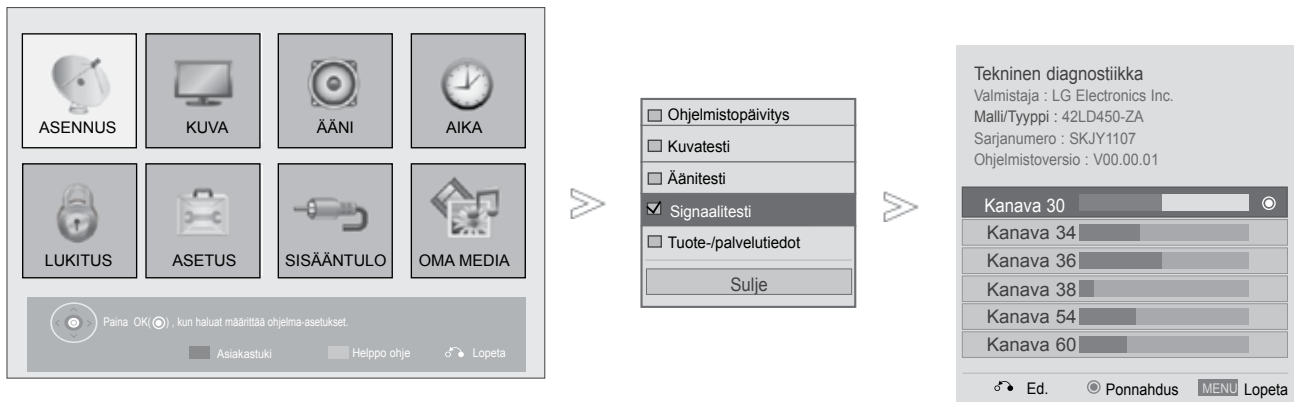 ASENNUS
KUVA
ÄÄNI
AIKA
LUKITUS
ASETUS
SISÄÄNTULO
OMA MEDIA
Paina OK(◉) , kun haluat määrittää ohjelma-asetukset.
Asiakastuki
Helppo ohje
Lopeta
Ohjelmistopäivitys
Kuvatesti
Äänitesti
Signaalitesti
Tuote-/palvelutiedot
Sulje
Tekninen diagnostiikka
Valmistaja : LG Electronics Inc.
Malli/Tyyppi : 42LD450-ZA
Sarjanumero : SKJY1107
Ohjelmistoversio : V00.00.01
Kanava 30
Kanava 34
Kanava 36
Kanava 38
Kanava 54
Kanava 60
Ed.
Ponnahdus
MENU Lopeta